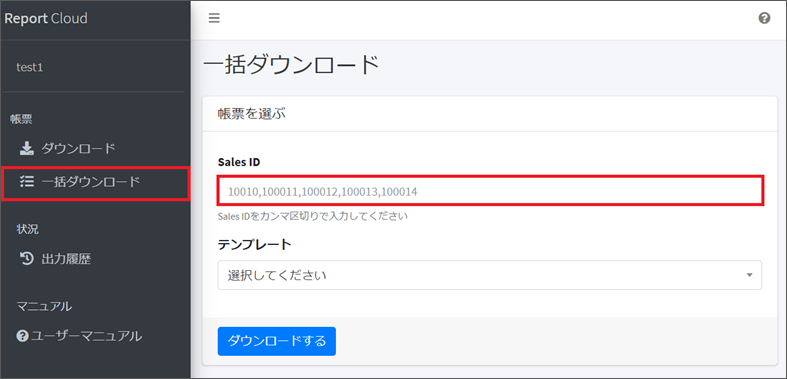 Report Cloud
test1
帳票
ダウンロード
一括ダウンロード
状況
出力履歴
マニュアル
ユーザーマニュアル
一括ダウンロード
帳票を選ぶ
Sales ID
10010,100011,100012,100013,100014
Sales IDをカンマ区切りで入力してください
テンプレート
選択してください
ダウンロードする